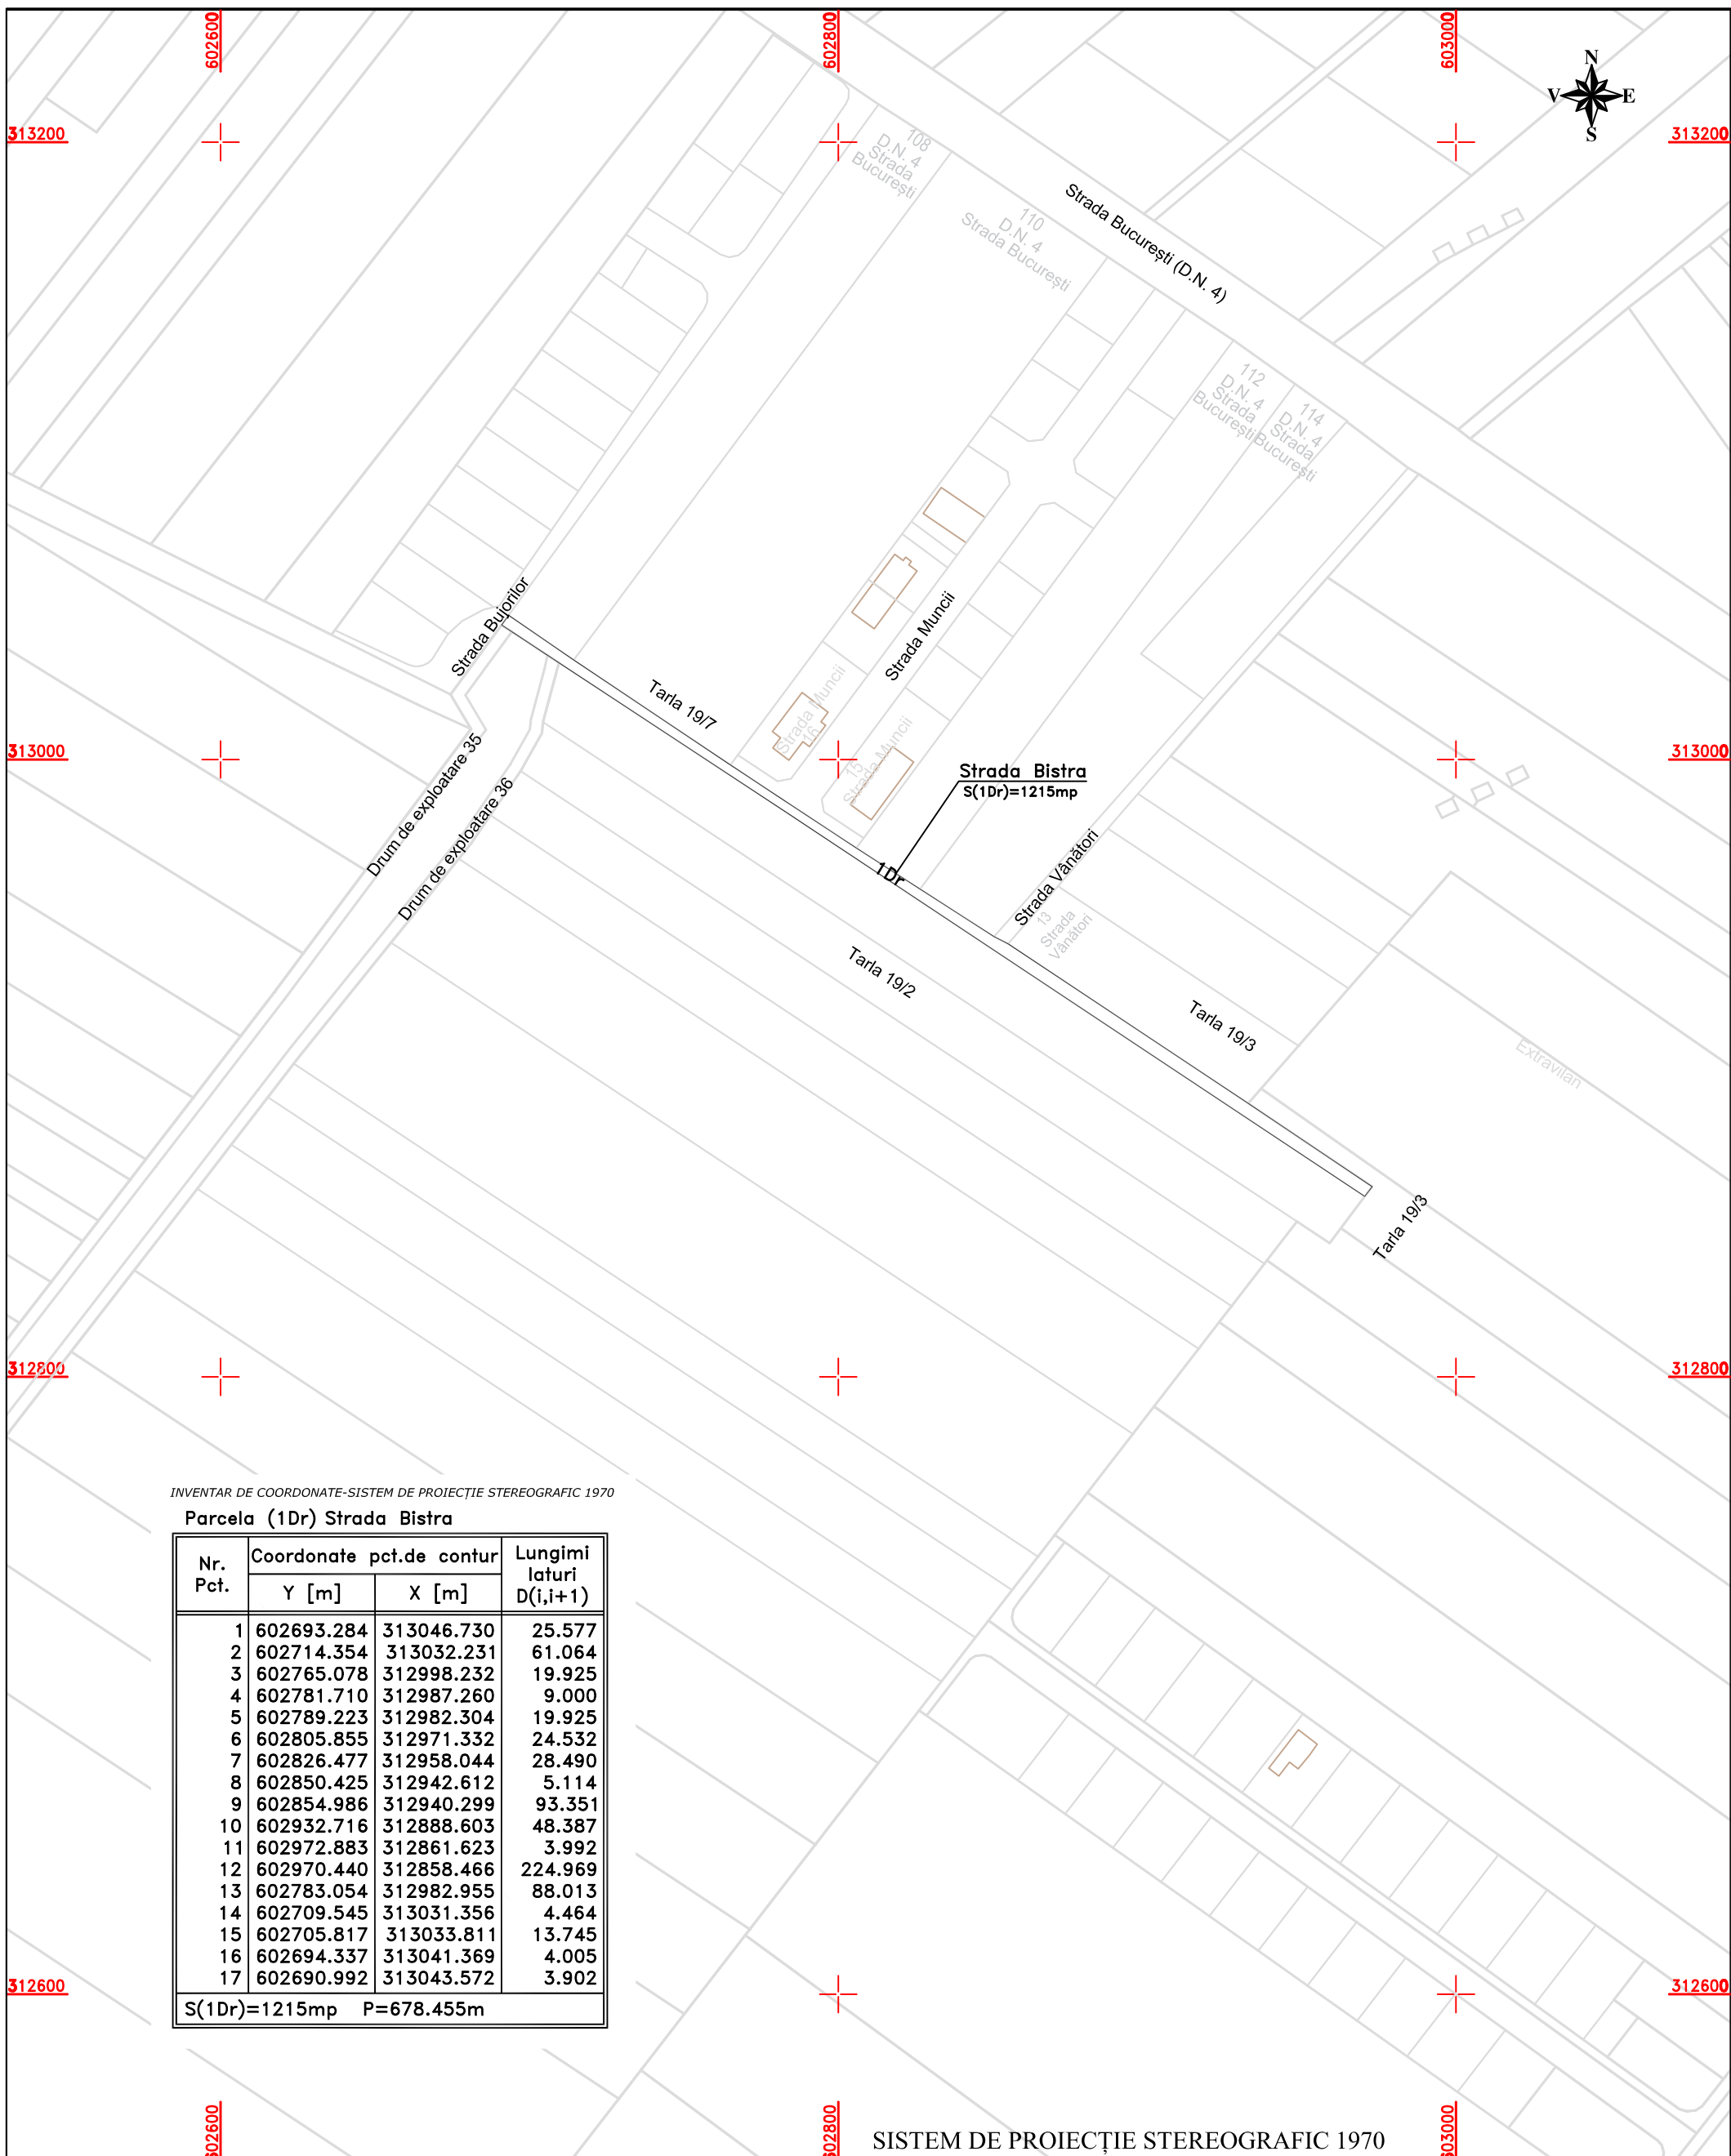 602600
602800
603000
N
V
E
S
313200
313200
108
D.N. 4
Strada
București
110
D.N. 4
Strada București
Strada București (D.N. 4)
112
D.N. 4
Strada
București
114
D.N. 4
Strada
București
Strada Bujorilor
Strada Muncii
Tarla 19/7
Strada Muncii
16
15
Strada Muncii
313000
313000
Strada Bistra
S(1Dr)=1215mp
Drum de exploatare 35
Drum de exploatare 36
1Dr
Strada Vânători
13
Strada
Vânători
Tarla 19/2
Tarla 19/3
Extravilan
Tarla 19/3
312800
312800
INVENTAR DE COORDONATE-SISTEM DE PROIECȚIE STEREOGRAFIC 1970
Parcela (1Dr) Strada Bistra
Nr. Pct. Coordonate pct.de contur Lungimi laturi D(i,i+1)
Y [m] X [m]
1 602693.284 313046.730 25.577
2 602714.354 313032.231 61.064
3 602765.078 312998.232 19.925
4 602781.710 312987.260 9.000
5 602789.223 312982.304 19.925
6 602805.855 312971.332 24.532
7 602826.477 312958.044 28.490
8 602850.425 312942.612 5.114
9 602854.986 312940.299 93.351
10 602932.716 312888.603 48.387
11 602972.883 312861.623 3.992
12 602970.440 312858.466 224.969
13 602783.054 312982.955 88.013
14 602709.545 313031.356 4.464
15 602705.817 313033.811 13.745
16 602694.337 313041.369 4.005
17 602690.992 313043.572 3.902
S(1Dr)=1215mp P=678.455m
312600
312600
602600
602800
603000
SISTEM DE PROIECȚIE STEREOGRAFIC 1970